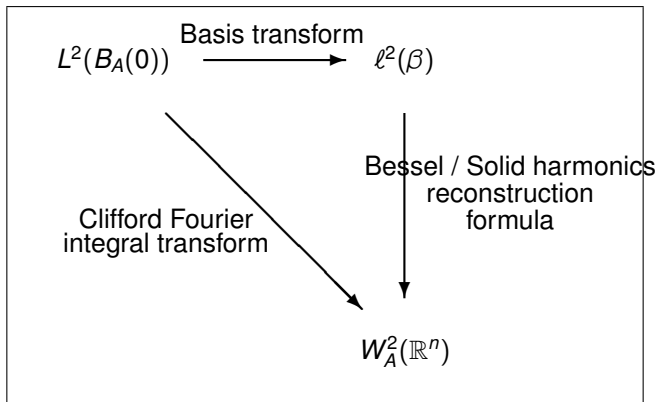 Basis transform
L²(B_A(0))
ℓ²(β)
Bessel / Solid harmonics
reconstruction
formula
Clifford Fourier
integral transform
W²_A(ℝⁿ)